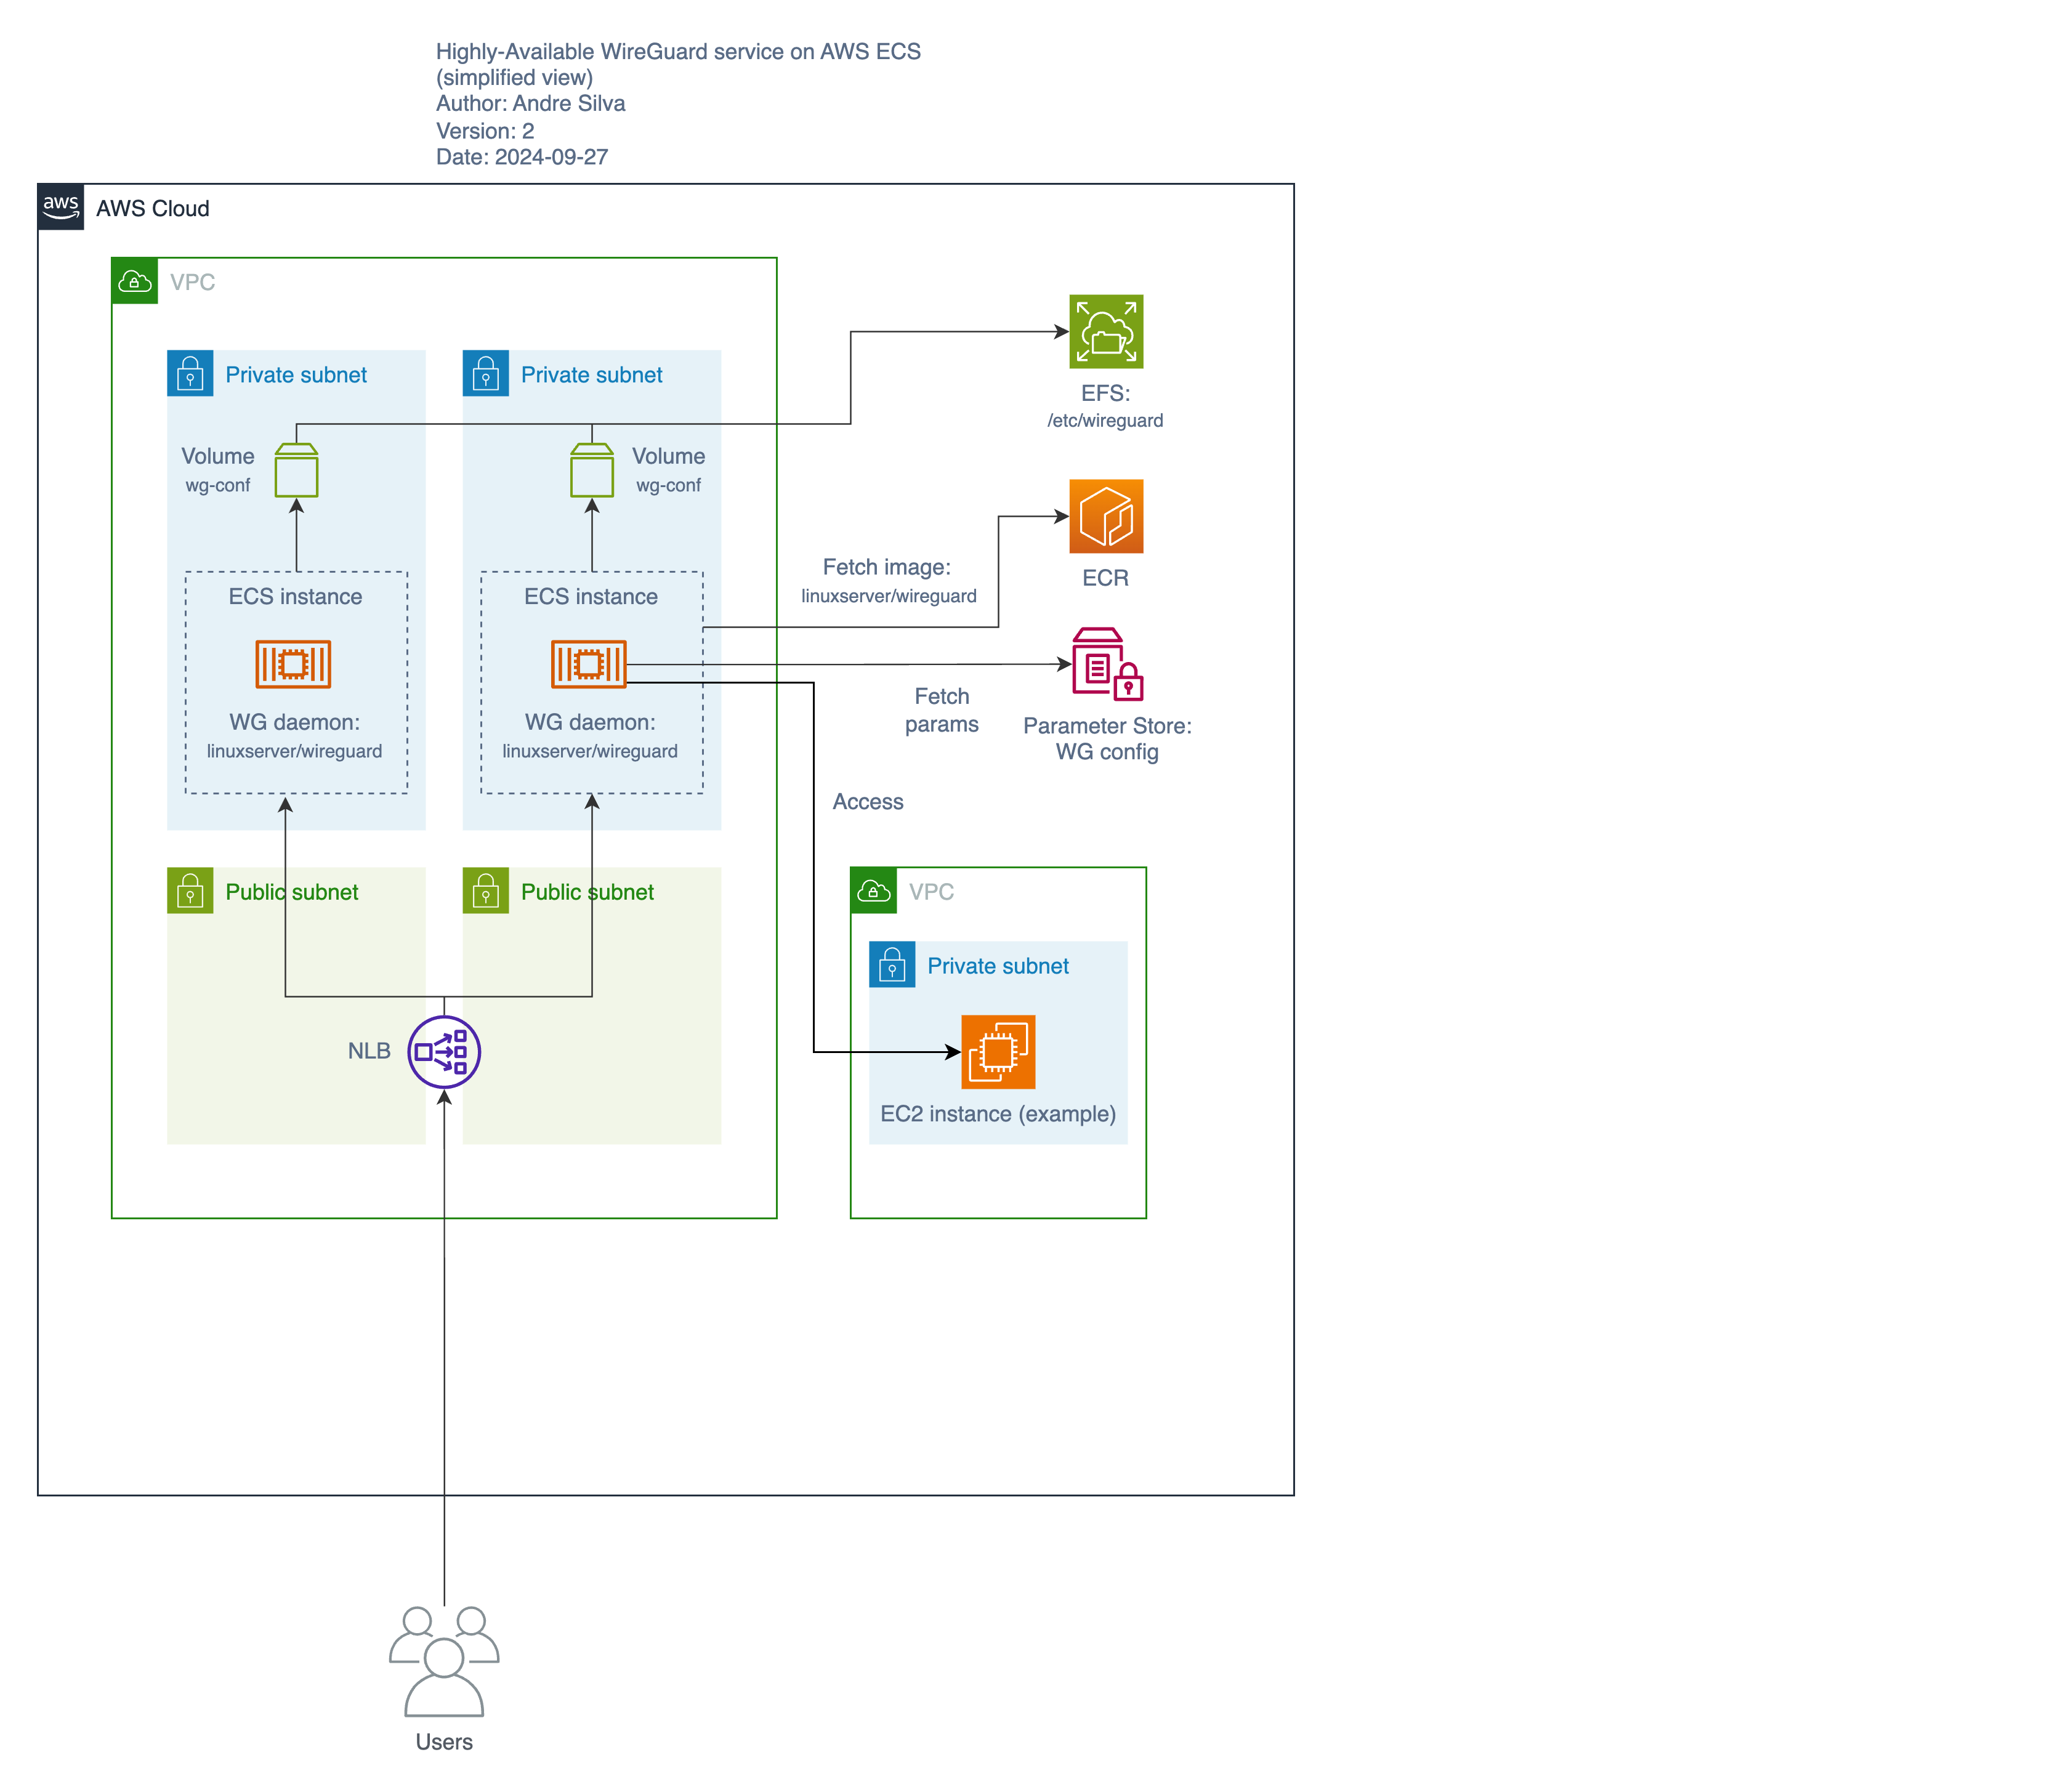 Highly-Available WireGuard service on AWS ECS
(simplified view)
Author: Andre Silva
Version: 2
Date: 2024-09-27
aws
AWS Cloud
VPC
Private subnet
Private subnet
Volume
wg-conf
Volume
wg-conf
EFS:
/etc/wireguard
ECS instance
ECS instance
Fetch image:
linuxserver/wireguard
ECR
WG daemon:
linuxserver/wireguard
WG daemon:
linuxserver/wireguard
Fetch
params
Parameter Store:
WG config
Access
Public subnet
Public subnet
VPC
Private subnet
NLB
EC2 instance (example)
Users